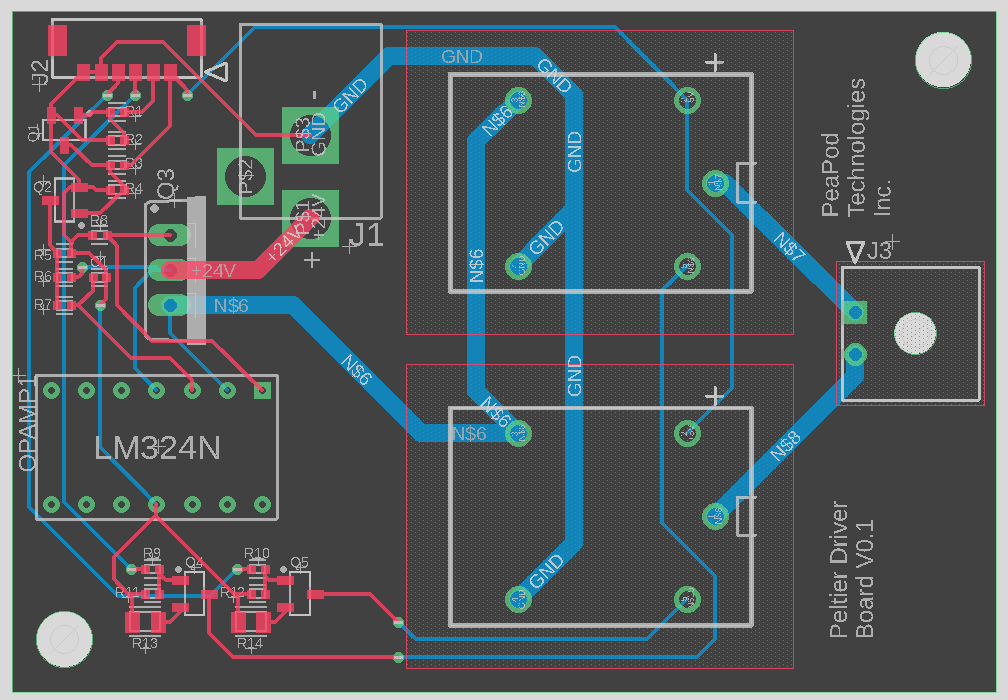 J2
Q1
R1
R2
R3
R4
Q2
Q3
R8
R5
R6
R7
P$3
GND
P$2
P$1
+24V
J1
-
+
+24V
+24V
GND
GND
GND
GND
GND
GND
GND
N$6
N$6
N$6
N$6
N$6
N$6
N$7
N$8
+
+
J3
PeaPod
Technologies
Inc.
OPAMP1
LM324N
R9
R10
Q4
Q5
R11
R12
R13
R14
Peltier Driver
Board V0.1